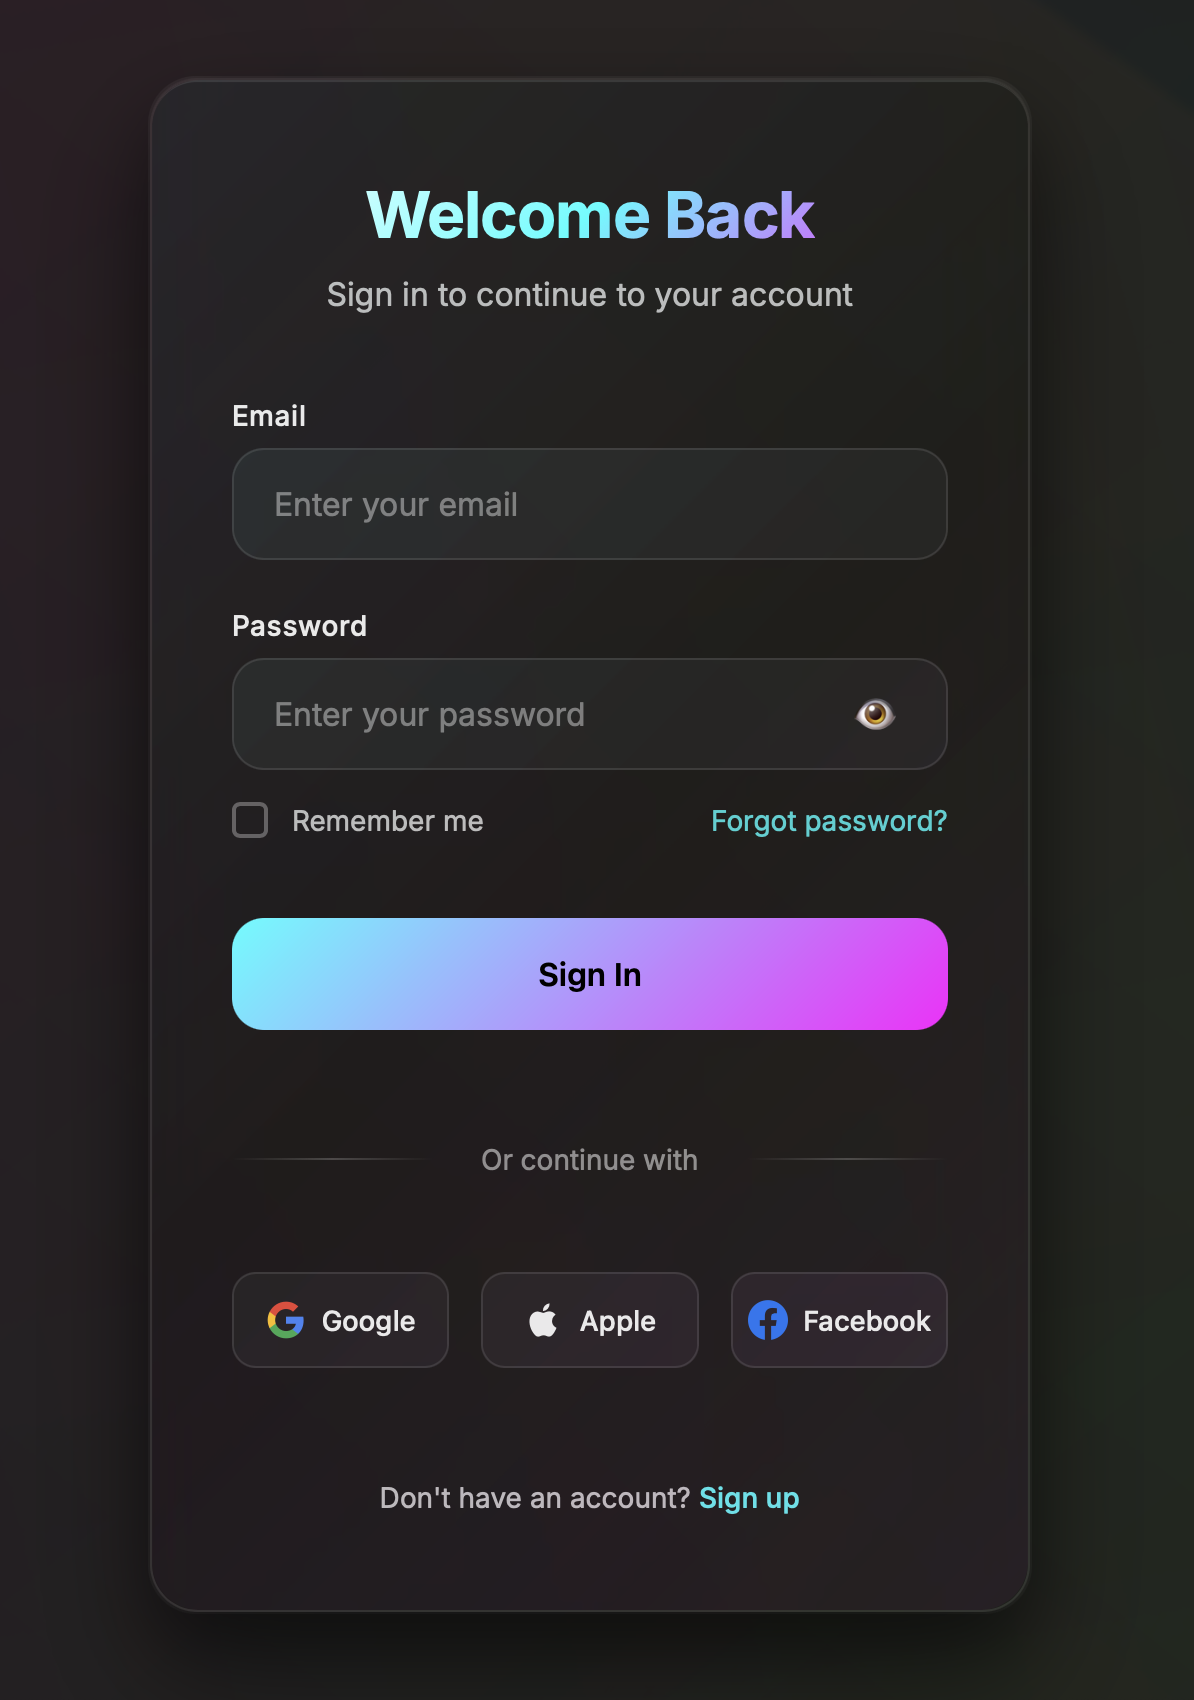 Welcome Back
Sign in to continue to your account
Email
Enter your email
Password
Enter your password
Remember me
Forgot password?
Sign In
Or continue with
Google
Apple
Facebook
Don't have an account? Sign up